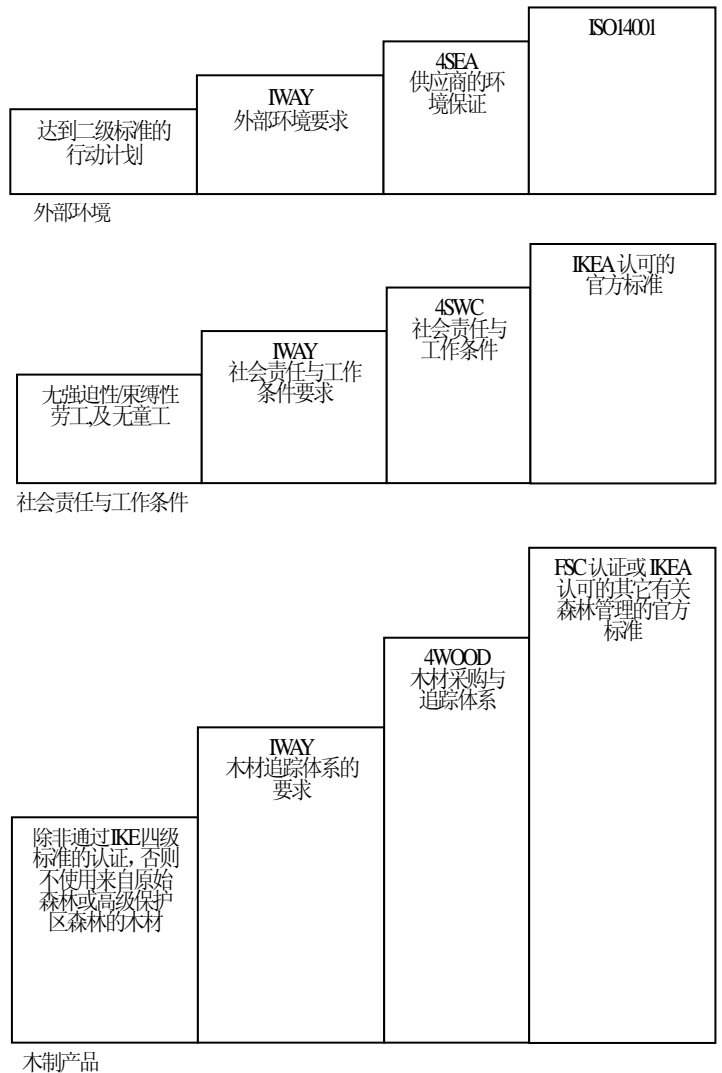 ISO14001
4SEA
供应商的环
境保证
IWAY
外部环境要求
达到二级标准的
行动计划
外部环境
IKEA 认可的
官方标准
4SWC
社会责任与
工作条件
IWAY
社会责任与工作
条件要求
无强迫性/束缚性
劳工,及无童工
社会责任与工作条件
FSC 认证或 IKEA
认可的其它有关
森林管理的官方
标准
4WOOD
木材采购与
追踪体系
IWAY
木材追踪体系的
要求
除非通过 IKE 四级
标准的认证, 否则
不使用来自原始
森林或高级保护
区森林的木材
木制产品